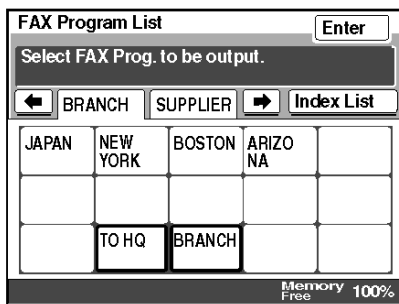 FAX Program List
Enter
Select FAX Prog. to be output.
BRANCH SUPPLIER Index List
JAPAN NEW YORK BOSTON ARIZO NA
TO HQ BRANCH
Memory Free 100%